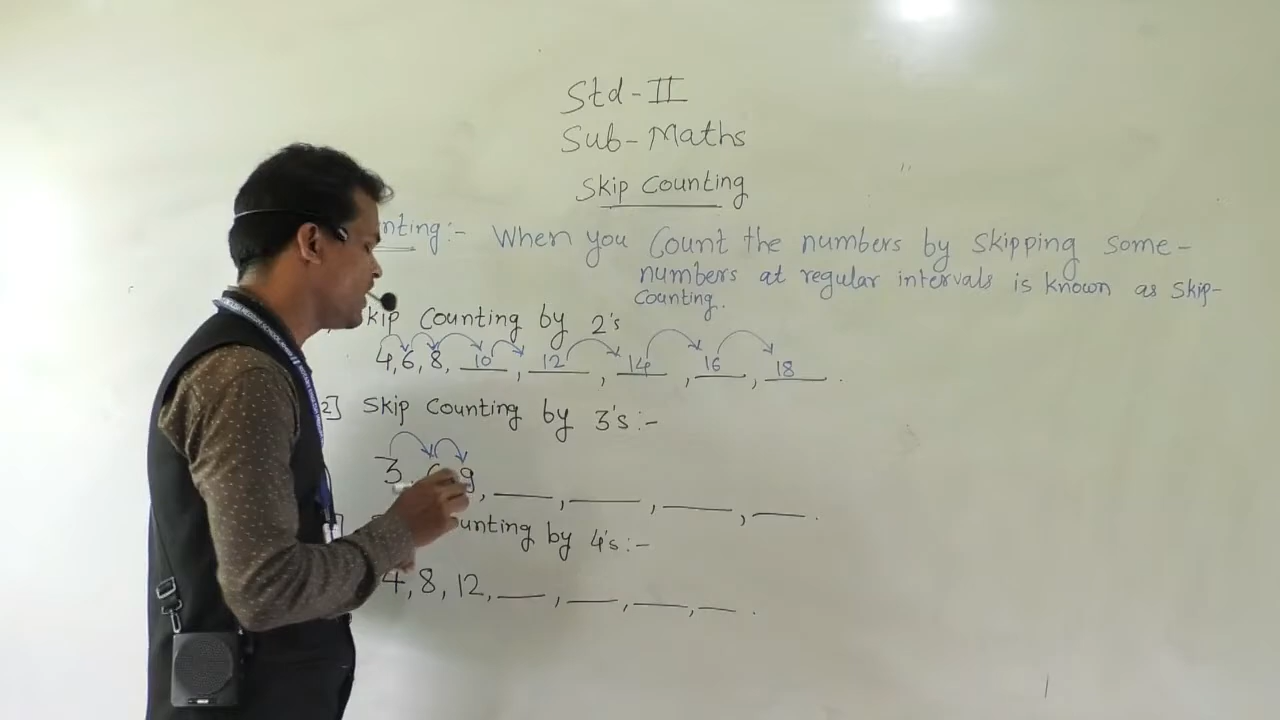 Std-II
Sub-Maths
Skip Counting
nting:- When you Count the numbers by skipping some-
numbers at regular intervals is known as skip-
counting.
kip Counting by 2's
4, 6, 8, 10, 12, 14, 16, 18.
2] Skip Counting by 3's:-
3, 6, 9, ___, ___, ___, ___.
unting by 4's:-
4, 8, 12, ___, ___, ___, ___.